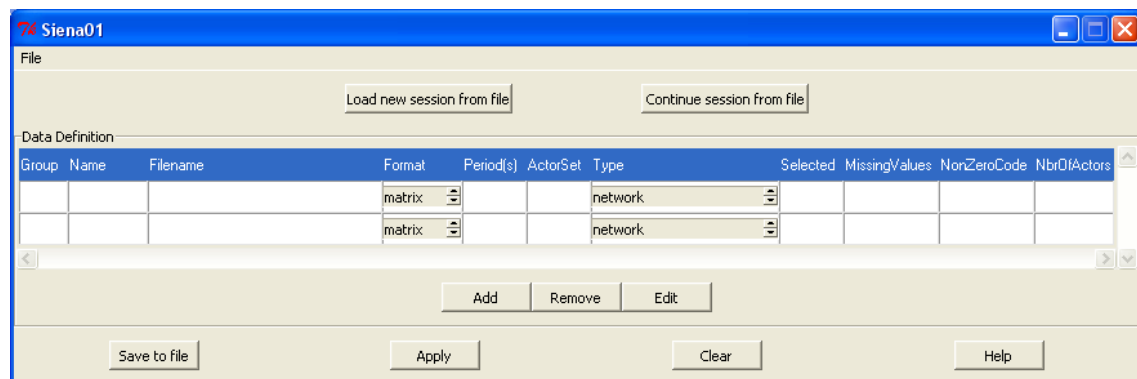 Siena01
File
Load new session from file Continue session from file
Data Definition
Group Name Filename Format Period(s) ActorSet Type Selected MissingValues NonZeroCode NbrOfActors
matrix network
matrix network
Add Remove Edit
Save to file Apply Clear Help